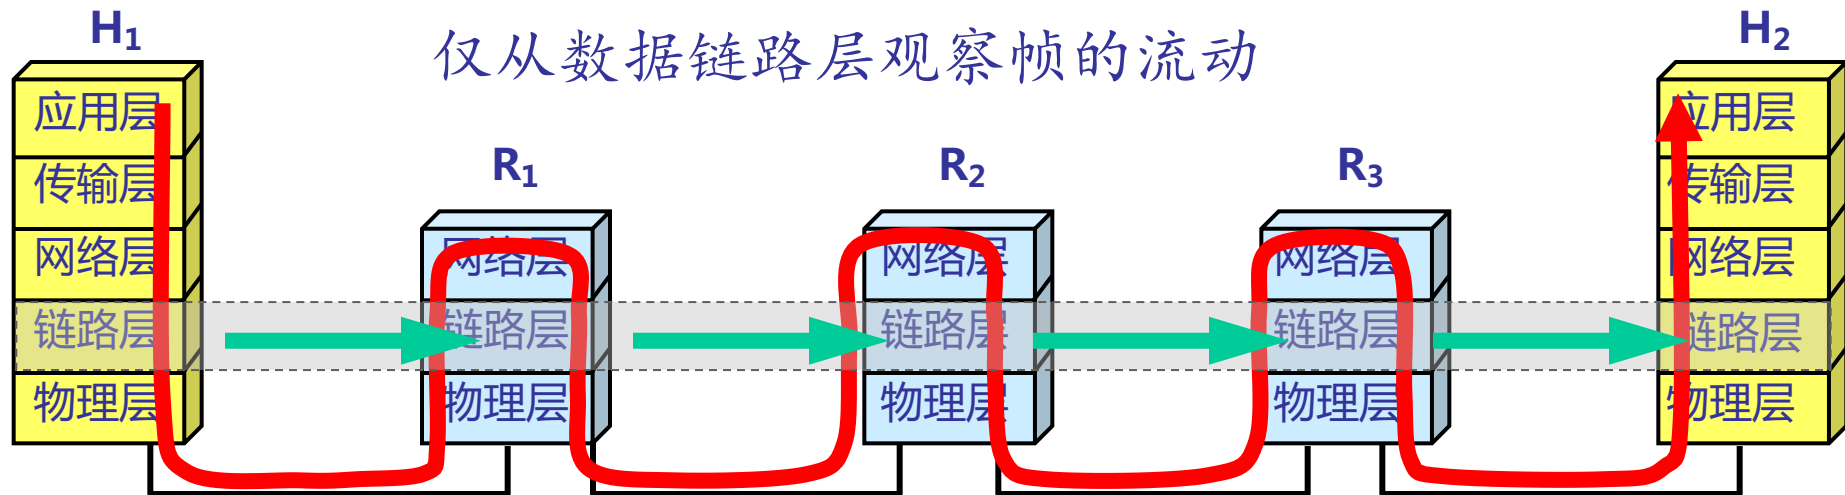 仅从数据链路层观察帧的流动
H₁
应用层
传输层
网络层
链路层
物理层
R₁
网络层
链路层
物理层
R₂
网络层
链路层
物理层
R₃
网络层
链路层
物理层
H₂
应用层
传输层
网络层
链路层
物理层